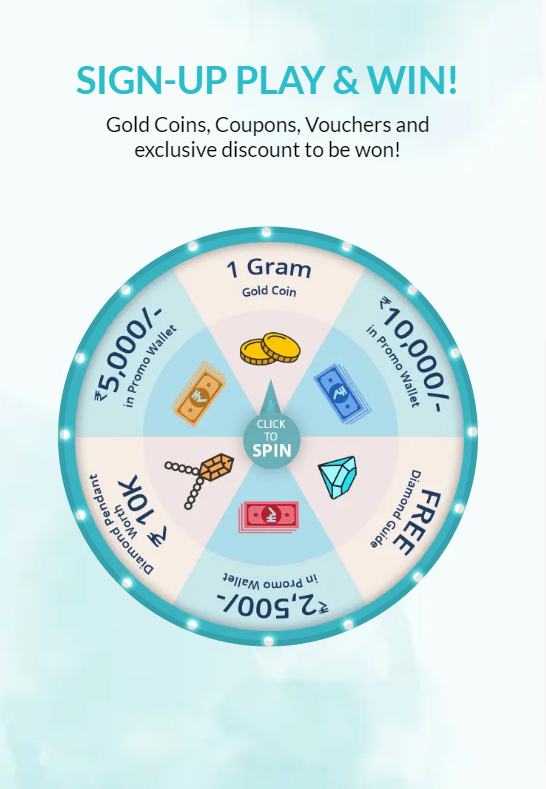 SIGN-UP PLAY & WIN!
Gold Coins, Coupons, Vouchers and
exclusive discount to be won!
1 Gram
Gold Coin
₹10,000/-
in Promo Wallet
FREE
Diamond Guide
₹2,500/-
in Promo Wallet
₹ 10K
Worth
Diamond Pendant
₹5,000/-
in Promo Wallet
CLICK
TO
SPIN